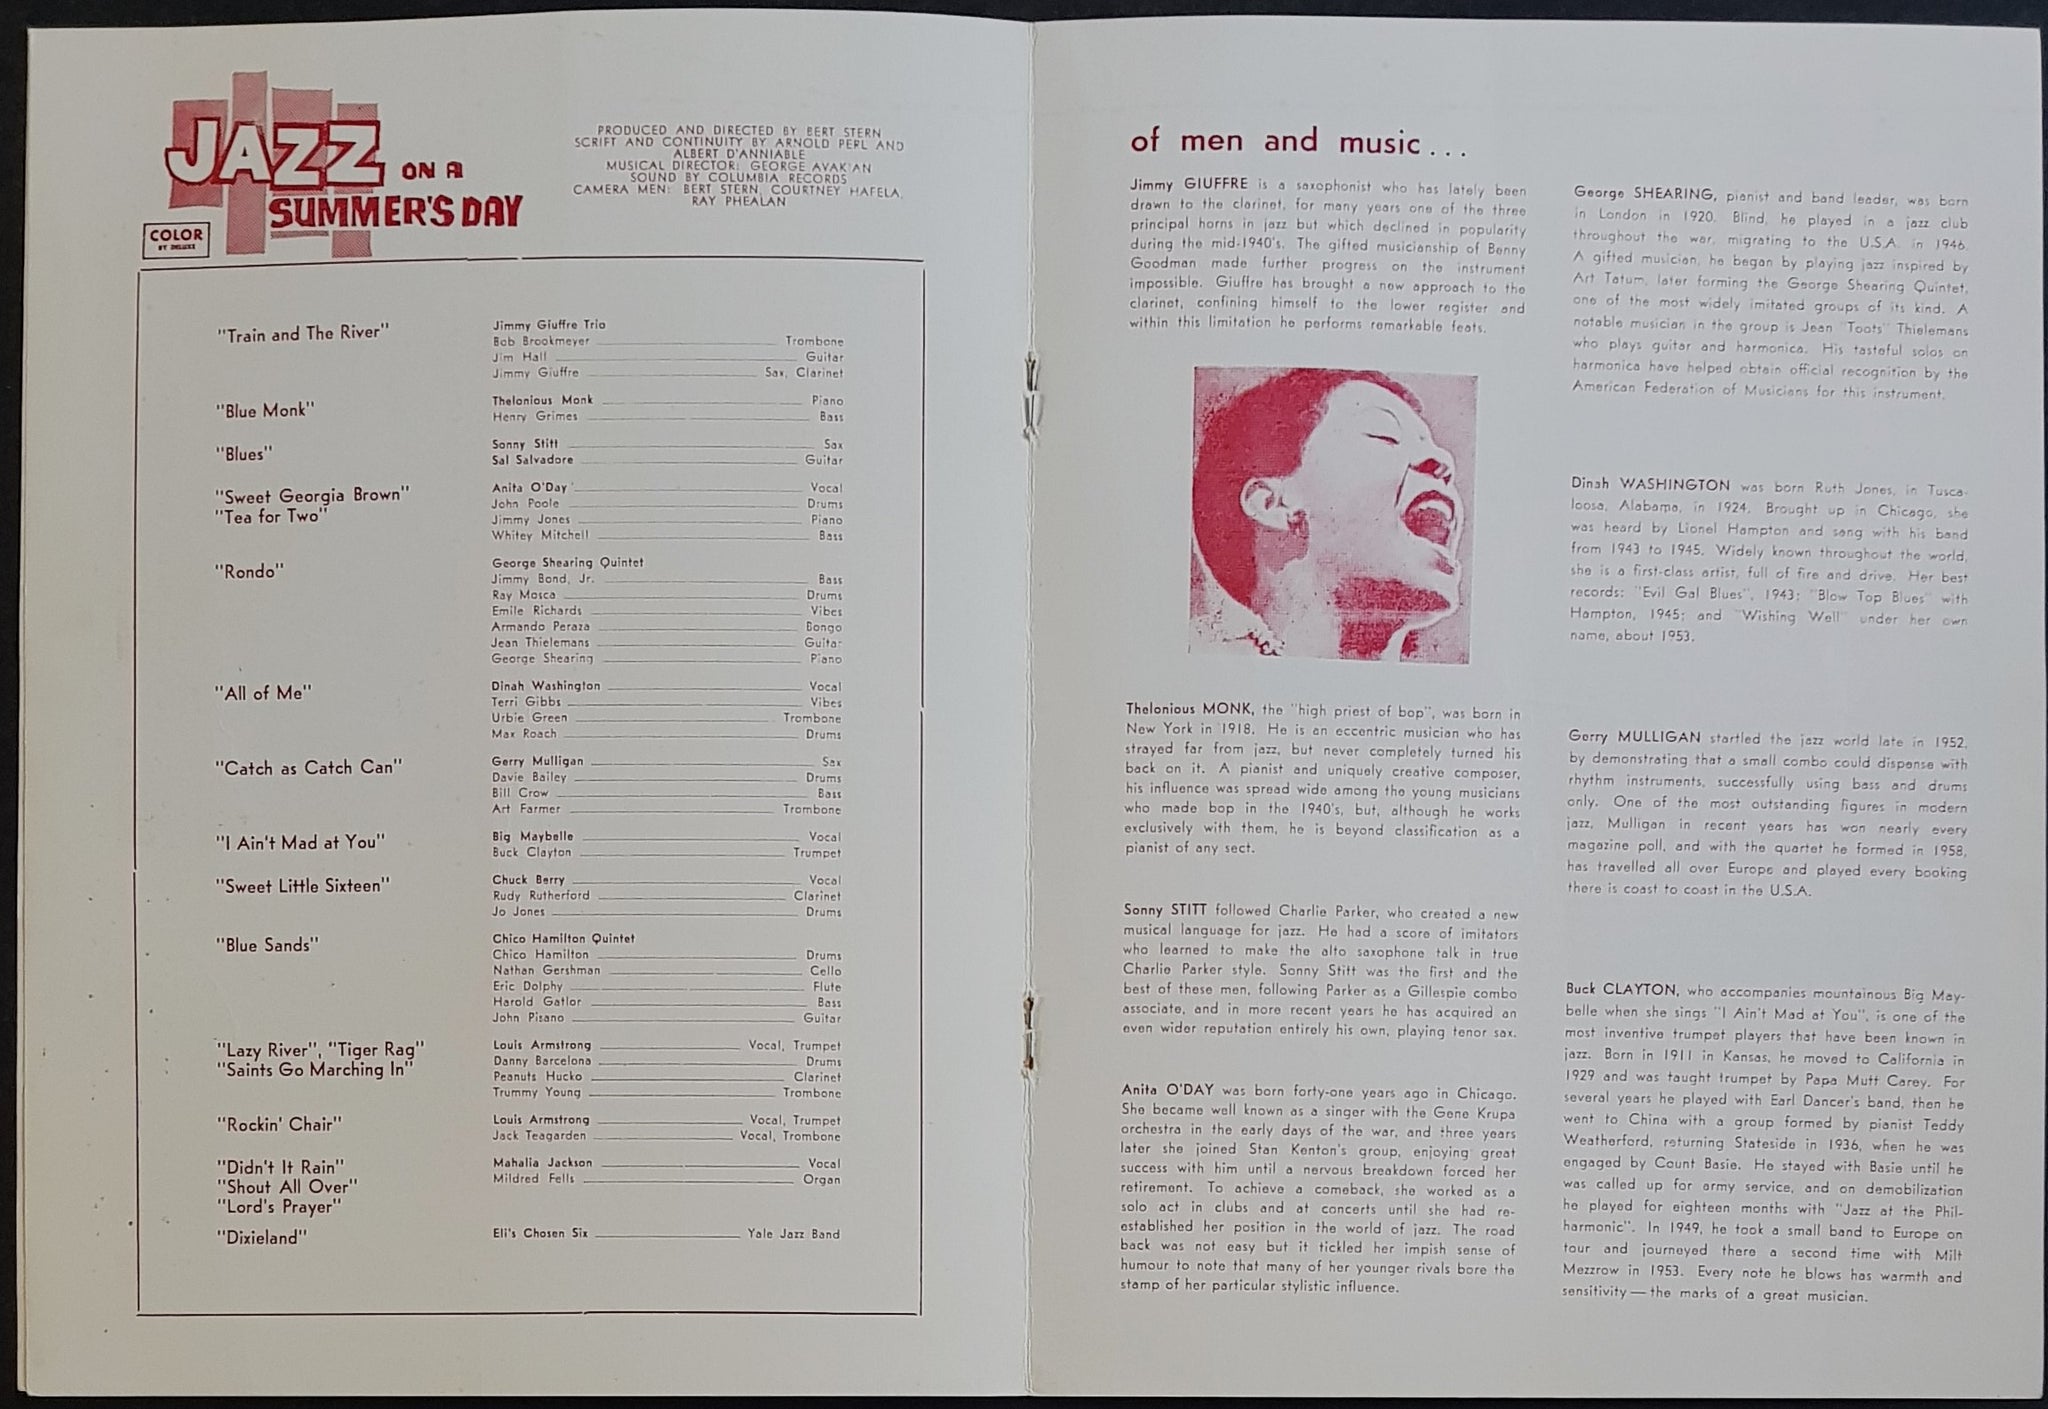 JAZZ ON A
SUMMER'S DAY
COLOR
BY DELUXE
PRODUCED AND DIRECTED BY BERT STERN
SCRIPT AND CONTINUITY BY ARNOLD PERL AND
ALBERT D'ANNIABLE
MUSICAL DIRECTOR: GEORGE AVAKIAN
SOUND BY COLUMBIA RECORDS
CAMERA MEN: BERT STERN, COURTNEY HAFELA,
RAY PHEALAN
"Train and The River" Jimmy Giuffre Trio
Bob Brookmeyer Trombone
Jim Hall Guitar
Jimmy Giuffre Sax, Clarinet
"Blue Monk" Thelonious Monk Piano
Henry Grimes Bass
"Blues" Sonny Stitt Sax
Sal Salvadore Guitar
"Sweet Georgia Brown" Anita O'Day Vocal
"Tea for Two" John Poole Drums
Jimmy Jones Piano
Whitey Mitchell Bass
"Rondo" George Shearing Quintet
Jimmy Bond, Jr. Bass
Ray Mosca Drums
Emile Richards Vibes
Armando Peraza Bongo
Jean Thielemans Guitar
George Shearing Piano
"All of Me" Dinah Washington Vocal
Terri Gibbs Vibes
Urbie Green Trombone
Max Roach Drums
"Catch as Catch Can" Gerry Mulligan Sax
Davie Bailey Drums
Bill Crow Bass
Art Farmer Trombone
"I Ain't Mad at You" Big Maybelle Vocal
Buck Clayton Trumpet
"Sweet Little Sixteen" Chuck Berry Vocal
Rudy Rutherford Clarinet
Jo Jones Drums
"Blue Sands" Chico Hamilton Quintet
Chico Hamilton Drums
Nathan Gershman Cello
Eric Dolphy Flute
Harold Gatlor Bass
John Pisano Guitar
"Lazy River", "Tiger Rag" Louis Armstrong Vocal, Trumpet
"Saints Go Marching In" Danny Barcelona Drums
Peanuts Hucko Clarinet
Trummy Young Trombone
"Rockin' Chair" Louis Armstrong Vocal, Trumpet
Jack Teagarden Vocal, Trombone
"Didn't It Rain" Mahalia Jackson Vocal
"Shout All Over" Mildred Fells Organ
"Lord's Prayer"
"Dixieland" Eli's Chosen Six Yale Jazz Band
of men and music...
Jimmy GIUFFRE is a saxophonist who has lately been
drawn to the clarinet, for many years one of the three
principal horns in jazz but which declined in popularity
during the mid-1940's. The gifted musicianship of Benny
Goodman made further progress on the instrument
impossible. Giuffre has brought a new approach to the
clarinet, confining himself to the lower register and
within this limitation he performs remarkable feats.
Thelonious MONK, the "high priest of bop", was born in
New York in 1918. He is an eccentric musician who has
strayed far from jazz, but never completely turned his
back on it. A pianist and uniquely creative composer,
his influence was spread wide among the young musicians
who made bop in the 1940's, but, although he works
exclusively with them, he is beyond classification as a
pianist of any sect.
Sonny STITT followed Charlie Parker, who created a new
musical language for jazz. He had a score of imitators
who learned to make the alto saxophone talk in true
Charlie Parker style. Sonny Stitt was the first and the
best of these men, following Parker as a Gillespie combo
associate, and in more recent years he has acquired an
even wider reputation entirely his own, playing tenor sax.
Anita O'DAY was born forty-one years ago in Chicago.
She became well known as a singer with the Gene Krupa
orchestra in the early days of the war, and three years
later she joined Stan Kenton's group, enjoying great
success with him until a nervous breakdown forced her
retirement. To achieve a comeback, she worked as a
solo act in clubs and at concerts until she had re-
established her position in the world of jazz. The road
back was not easy but it tickled her impish sense of
humour to note that many of her younger rivals bore the
stamp of her particular stylistic influence.
George SHEARING, pianist and band leader, was born
in London in 1920. Blind, he played in a jazz club
throughout the war, migrating to the U.S.A. in 1946.
A gifted musician, he began by playing jazz inspired by
Art Tatum, later forming the George Shearing Quintet,
one of the most widely imitated groups of its kind. A
notable musician in the group is Jean "Toots" Thielemans
who plays guitar and harmonica. His tasteful solos on
harmonica have helped obtain official recognition by the
American Federation of Musicians for this instrument.
Dinah WASHINGTON was born Ruth Jones, in Tusca-
loosa, Alabama, in 1924. Brought up in Chicago, she
was heard by Lionel Hampton and sang with his band
from 1943 to 1945. Widely known throughout the world,
she is a first-class artist, full of fire and drive. Her best
records: "Evil Gal Blues", 1943; "Blow Top Blues" with
Hampton, 1945; and "Wishing Well" under her own
name, about 1953.
Gerry MULLIGAN startled the jazz world late in 1952,
by demonstrating that a small combo could dispense with
rhythm instruments, successfully using bass and drums
only. One of the most outstanding figures in modern
jazz, Mulligan in recent years has won nearly every
magazine poll, and with the quartet he formed in 1958,
has travelled all over Europe and played every booking
there is coast to coast in the U.S.A.
Buck CLAYTON, who accompanies mountainous Big May-
belle when she sings "I Ain't Mad at You", is one of the
most inventive trumpet players that have been known in
jazz. Born in 1911 in Kansas, he moved to California in
1929 and was taught trumpet by Papa Mutt Carey. For
several years he played with Earl Dancer's band, then he
went to China with a group formed by pianist Teddy
Weatherford, returning Stateside in 1936, when he was
engaged by Count Basie. He stayed with Basie until he
was called up for army service, and on demobilization
he played for eighteen months with "Jazz at the Phil-
harmonic". In 1949, he took a small band to Europe on
tour and journeyed there a second time with Milt
Mezzrow in 1953. Every note he blows has warmth and
sensitivity — the marks of a great musician.